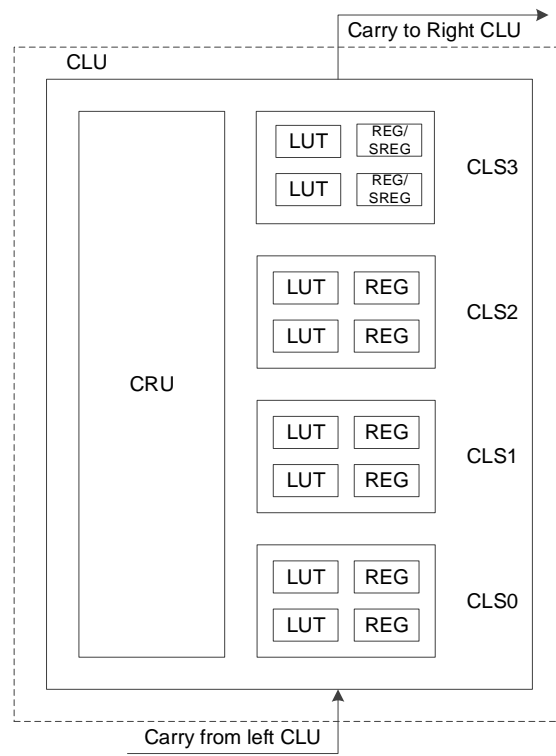 Carry to Right CLU
CLU
LUT
REG/
SREG
LUT
REG/
SREG
CLS3
LUT
REG
LUT
REG
CLS2
CRU
LUT
REG
LUT
REG
CLS1
LUT
REG
LUT
REG
CLS0
Carry from left CLU